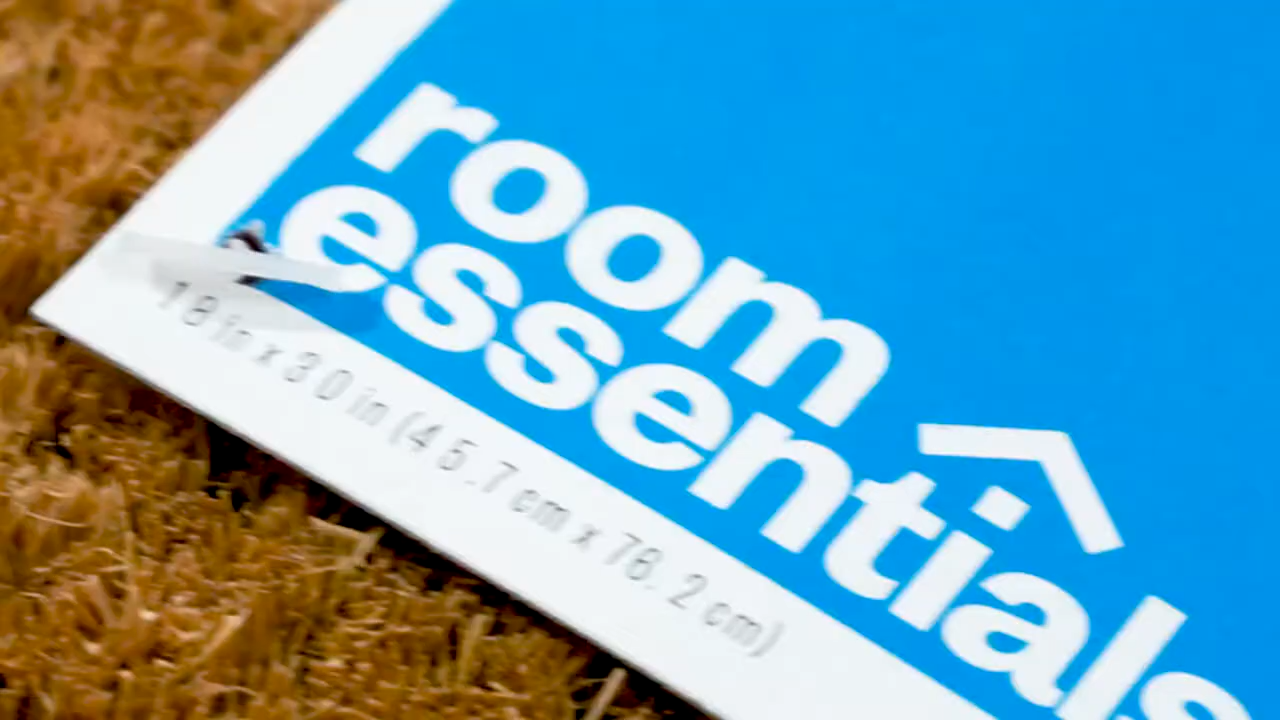 room
essentials
18 in x 30 in (45.7 cm x 76.2 cm)